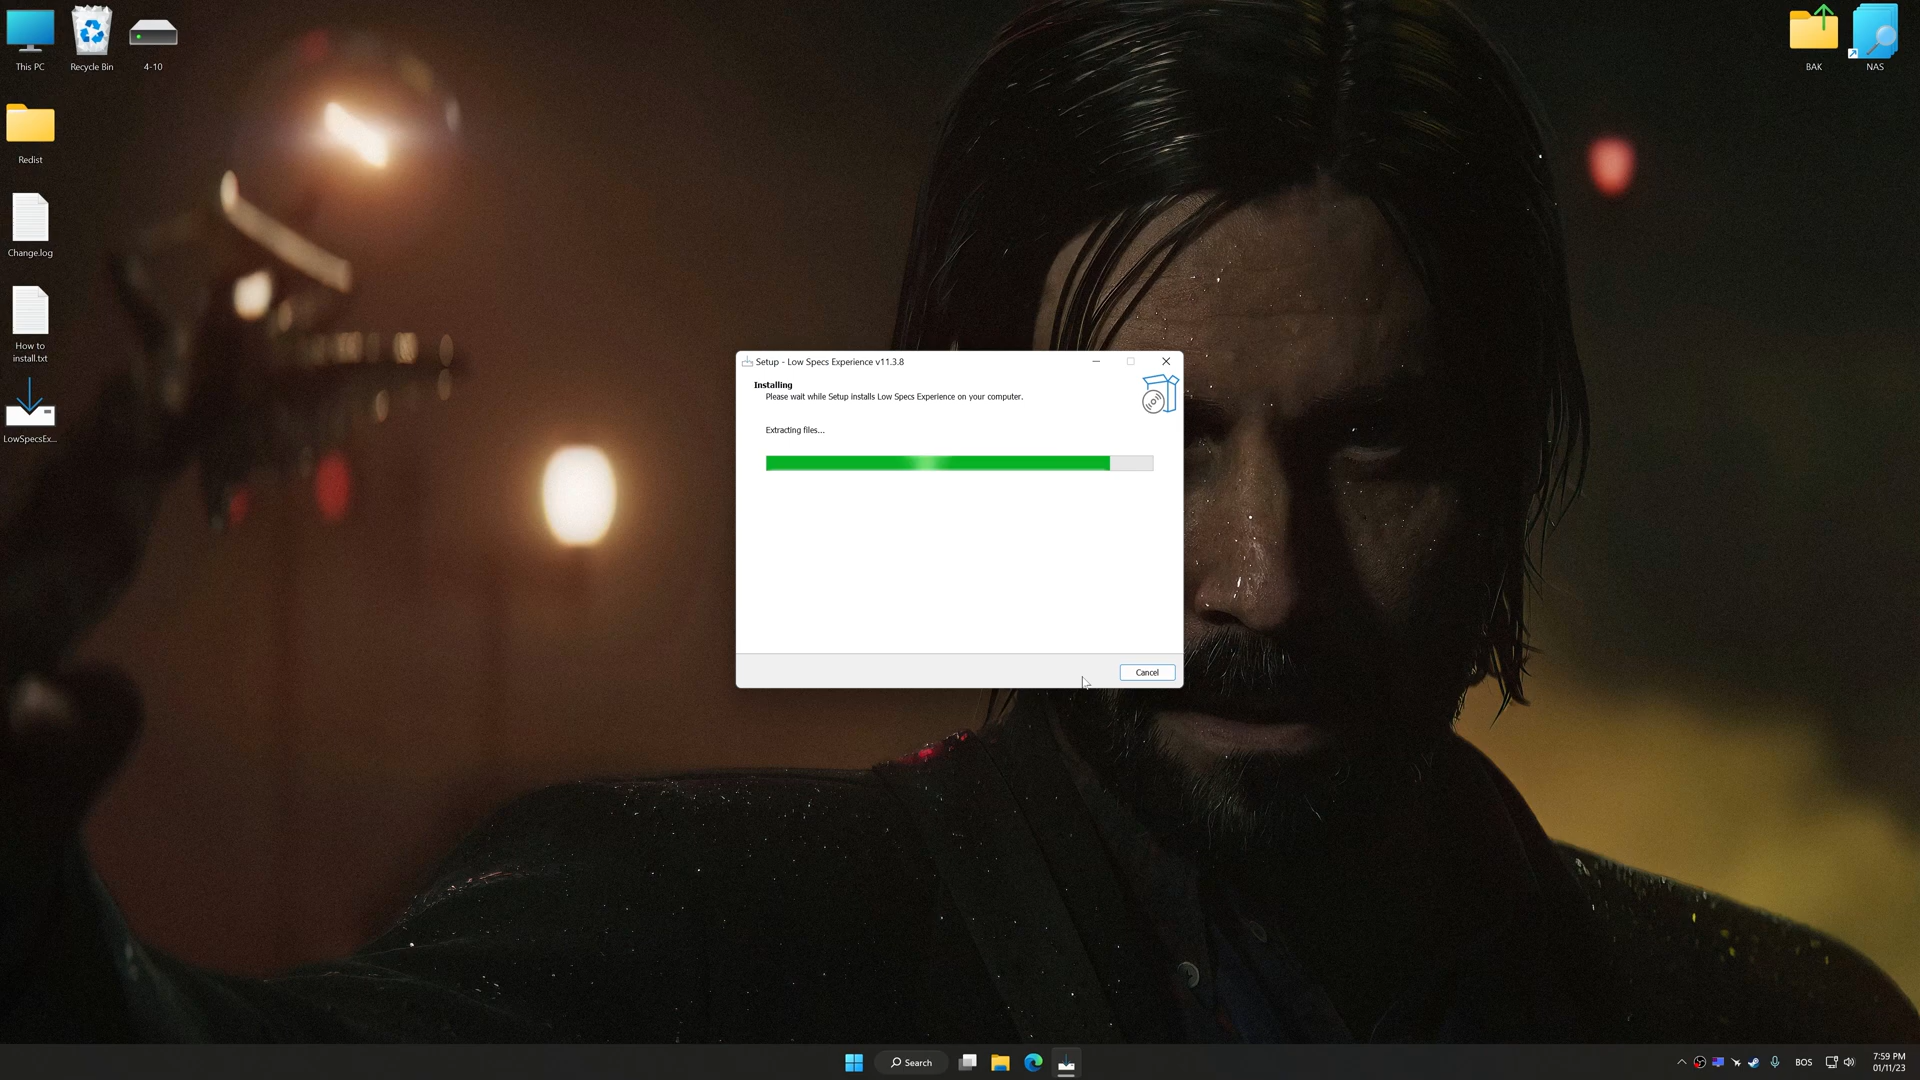 This PC
Recycle Bin
4-10
BAK
NAS
Redist
Change.log
How to
install.txt
LowSpecsEx...
Setup - Low Specs Experience v11.3.8
Installing
Please wait while Setup installs Low Specs Experience on your computer.
Extracting files...
Cancel
Search
BOS
7:59 PM
01/11/23